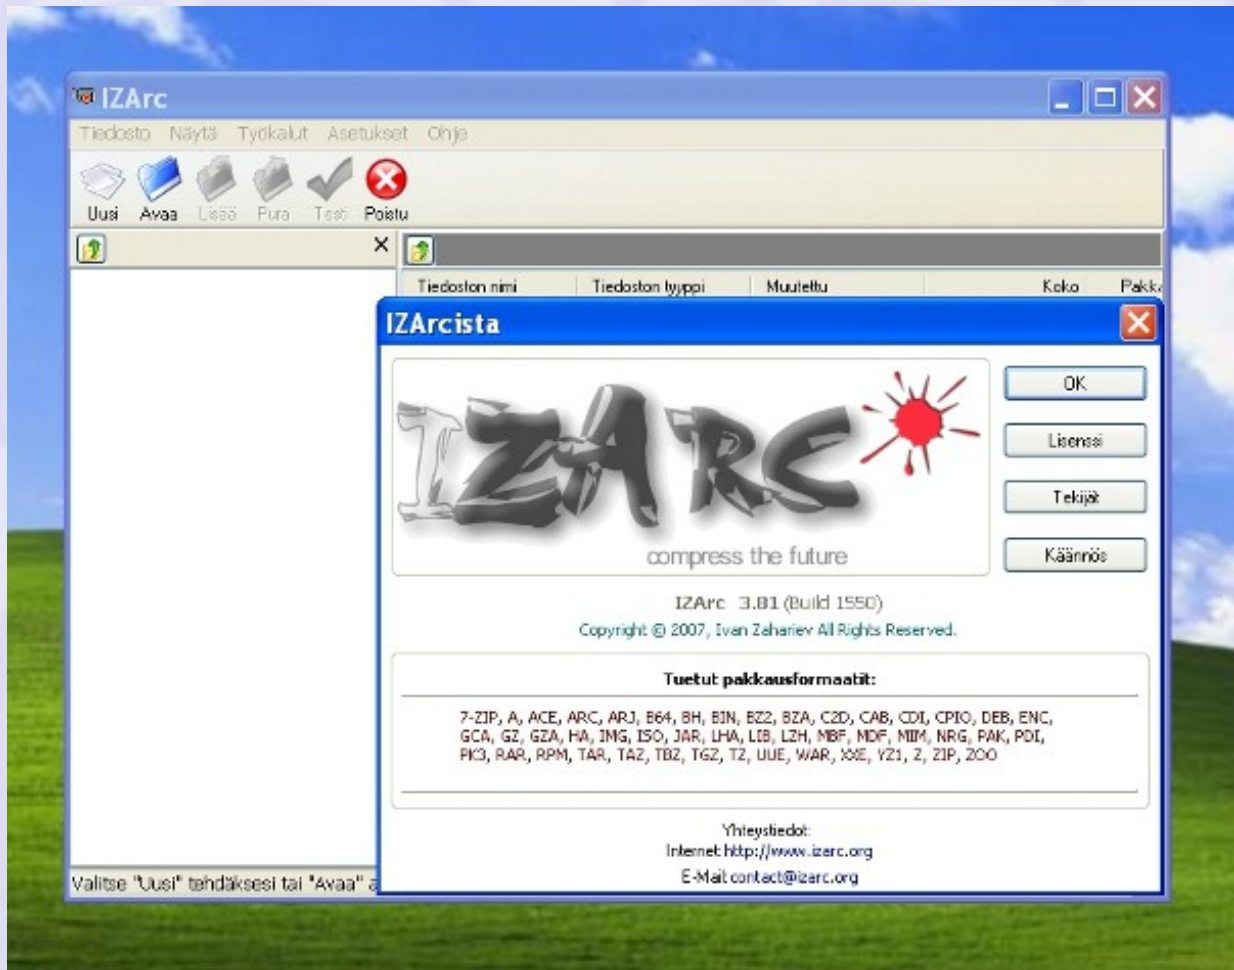 IZArc
Tiedosto Näytä Työkalut Asetukset Ohje
Uusi Avaa Lisää Pura Testi Poistu
Tiedoston nimi Tiedoston tyyppi Muutettu Koko Pakka
IZArcista
IZARC
compress the future
OK
Lisenssi
Tekijät
Käännös
IZArc 3.81 (Build 1550)
Copyright © 2007, Ivan Zahariev All Rights Reserved.
Tuetut pakkausformaatit:
7-ZIP, A, ACE, ARC, ARJ, B64, BH, BIN, BZ2, BZA, C2D, CAB, CDI, CPIO, DEB, ENC,
GCA, GZ, GZA, HA, IMG, ISO, JAR, LHA, LIB, LZH, MBF, MDF, MIM, NRG, PAK, PDI,
PK3, RAR, RPM, TAR, TAZ, TBZ, TGZ, TZ, UUE, WAR, XXE, YZ1, Z, ZIP, ZOO
Yhteystiedot:
Internet http://www.izarc.org
E-Mail: contact@izarc.org
Valitse "Uusi" tehdäksesi tai "Avaa" a